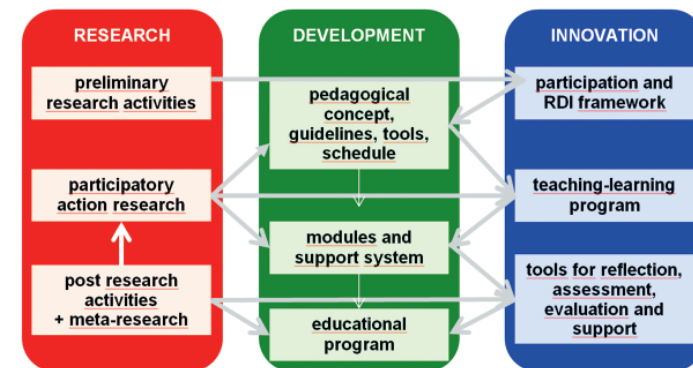 RESEARCH
preliminary
research activities
participatory
action research
post research
activities
+ meta-research
DEVELOPMENT
pedagogical
concept,
guidelines, tools,
schedule
modules and
support system
educational
program
INNOVATION
participation and
RDI framework
teaching-learning
program
tools for reflection,
assessment,
evaluation and
support